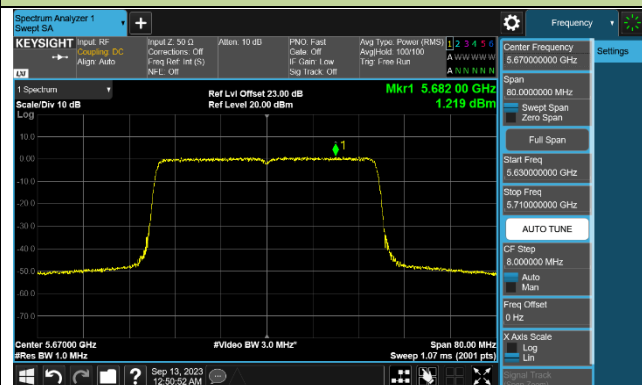 Spectrum Analyzer 1
Swept SA
Frequency
KEYSIGHT
Input: RF
Coupling: DC
Align: Auto
Input Z: 50 Ω
Corrections: Off
Freq Ref: Int (S)
NFE: Off
Atten: 10 dB
PNO: Fast
Gate: Off
IF Gain: Low
Sig Track: Off
Avg Type: Power (RMS)
Avg|Hold: 100/100
Trig: Free Run
1 2 3 4 5 6
A W W W W W
A N N N N N
LXI
1 Spectrum
Scale/Div 10 dB
Log
Ref Lvl Offset 23.00 dB
Ref Level 20.00 dBm
Mkr1 5.682 00 GHz
1.219 dBm
1
10.0
0.00
-10.0
-20.0
-30.0
-40.0
-50.0
-60.0
-70.0
Center 5.67000 GHz
#Res BW 1.0 MHz
#Video BW 3.0 MHz*
Span 80.00 MHz
Sweep 1.07 ms (2001 pts)
Sep 13, 2023
12:50:52 AM
Center Frequency
5.670000000 GHz
Settings
Span
80.0000000 MHz
Swept Span
Zero Span
Full Span
Start Freq
5.630000000 GHz
Stop Freq
5.710000000 GHz
AUTO TUNE
CF Step
8.000000 MHz
Auto
Man
Freq Offset
0 Hz
X Axis Scale
Log
Lin
Signal Track
(Span Zoom)